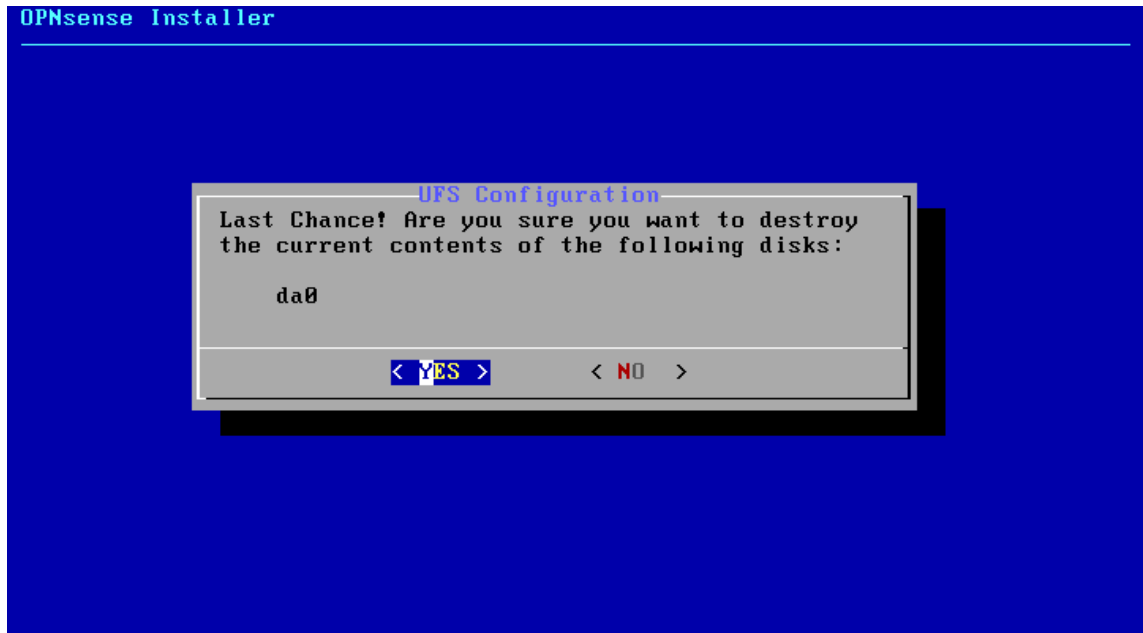 OPNsense Installer
UFS Configuration
Last Chance! Are you sure you want to destroy
the current contents of the following disks:
da0
< YES > < NO >